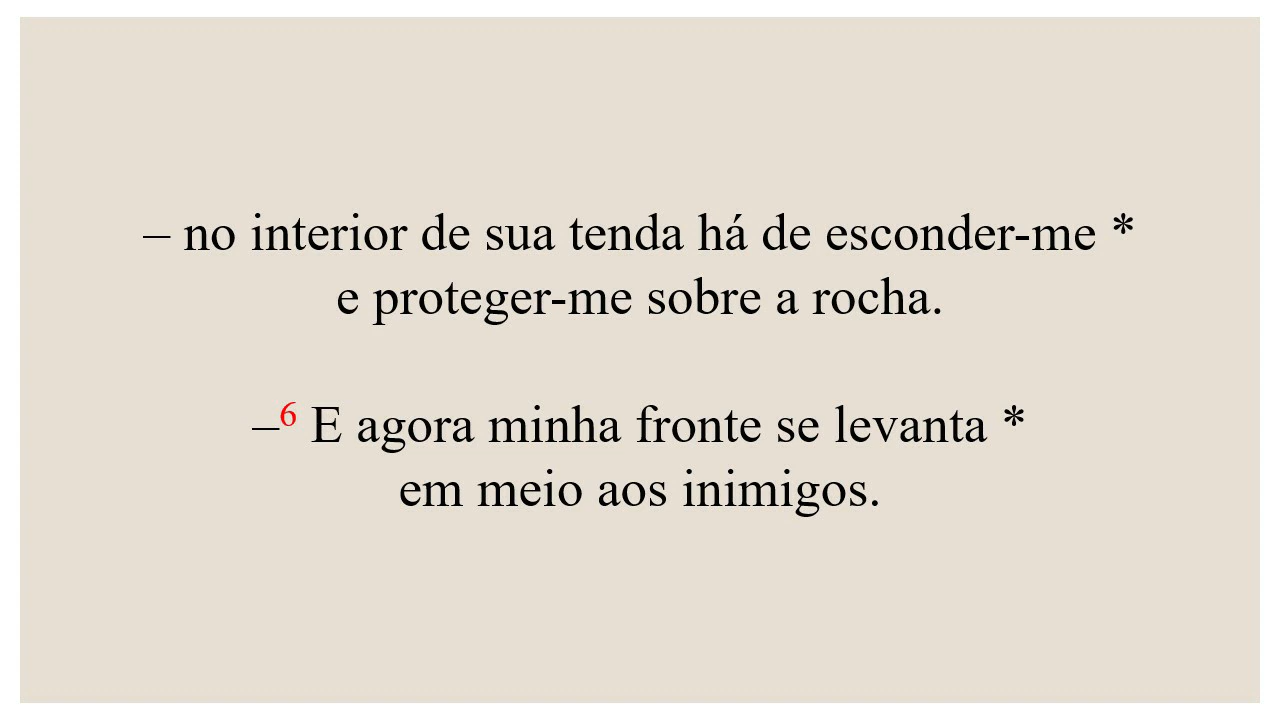 – no interior de sua tenda há de esconder-me *
e proteger-me sobre a rocha.
–6 E agora minha fronte se levanta *
em meio aos inimigos.